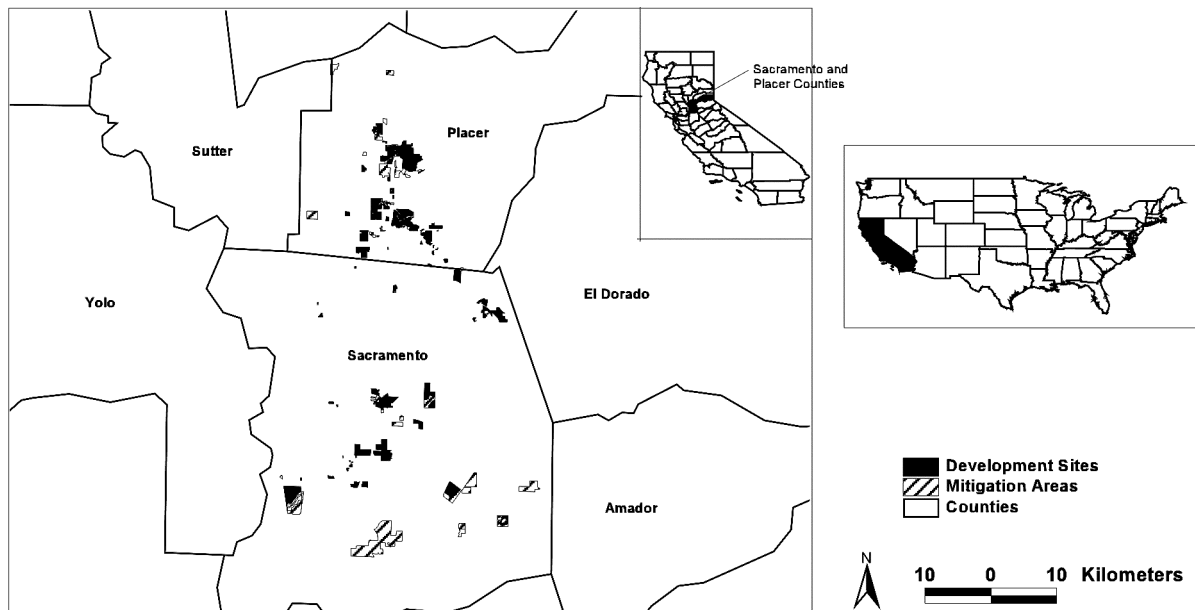 Sacramento and
Placer Counties
Placer
Sutter
Yolo
El Dorado
Sacramento
Amador
Development Sites
Mitigation Areas
Counties
N
10 0 10 Kilometers